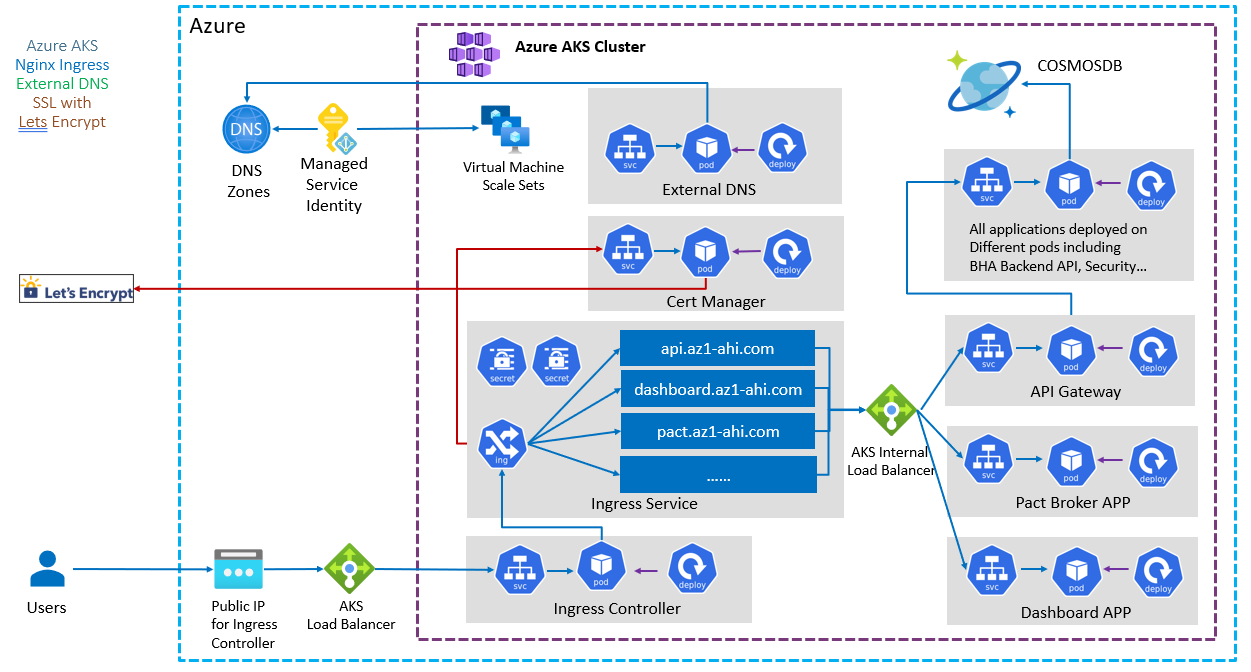 Azure
Azure AKS
Nginx Ingress
External DNS
SSL with
Lets Encrypt
Azure AKS Cluster
COSMOSDB
DNS
DNS
Zones
Managed
Service
Identity
Virtual Machine
Scale Sets
svc
pod
deploy
External DNS
svc
pod
deploy
All applications deployed on
Different pods including
BHA Backend API, Security...
svc
pod
deploy
Cert Manager
Let's Encrypt
secret
secret
api.az1-ahi.com
dashboard.az1-ahi.com
pact.az1-ahi.com
......
ing
Ingress Service
AKS Internal
Load Balancer
svc
pod
deploy
API Gateway
svc
pod
deploy
Pact Broker APP
svc
pod
deploy
Dashboard APP
Users
Public IP
for Ingress
Controller
AKS
Load Balancer
svc
pod
deploy
Ingress Controller